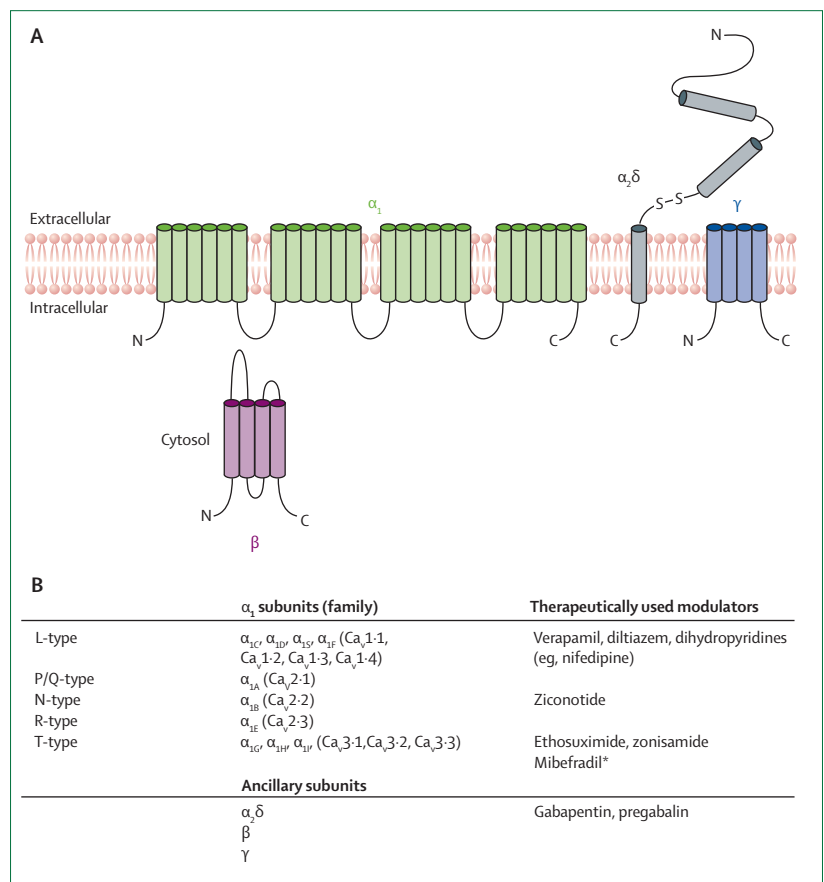 A
N
α₂δ
S
S
α₁
γ
Extracellular
Intracellular
N
C
C
N
C
Cytosol
N
C
β
B
α₁ subunits (family) Therapeutically used modulators
L-type α1C, α1D, α1S, α1F (Cav1·1, Verapamil, diltiazem, dihydropyridines
Cav1·2, Cav1·3, Cav1·4) (eg, nifedipine)
P/Q-type α1A (Cav2·1)
N-type α1B (Cav2·2) Ziconotide
R-type α1E (Cav2·3)
T-type α1G, α1H, α1I, (Cav3·1,Cav3·2, Cav3·3) Ethosuximide, zonisamide
Mibefradil*
Ancillary subunits
α₂δ Gabapentin, pregabalin
β
γ